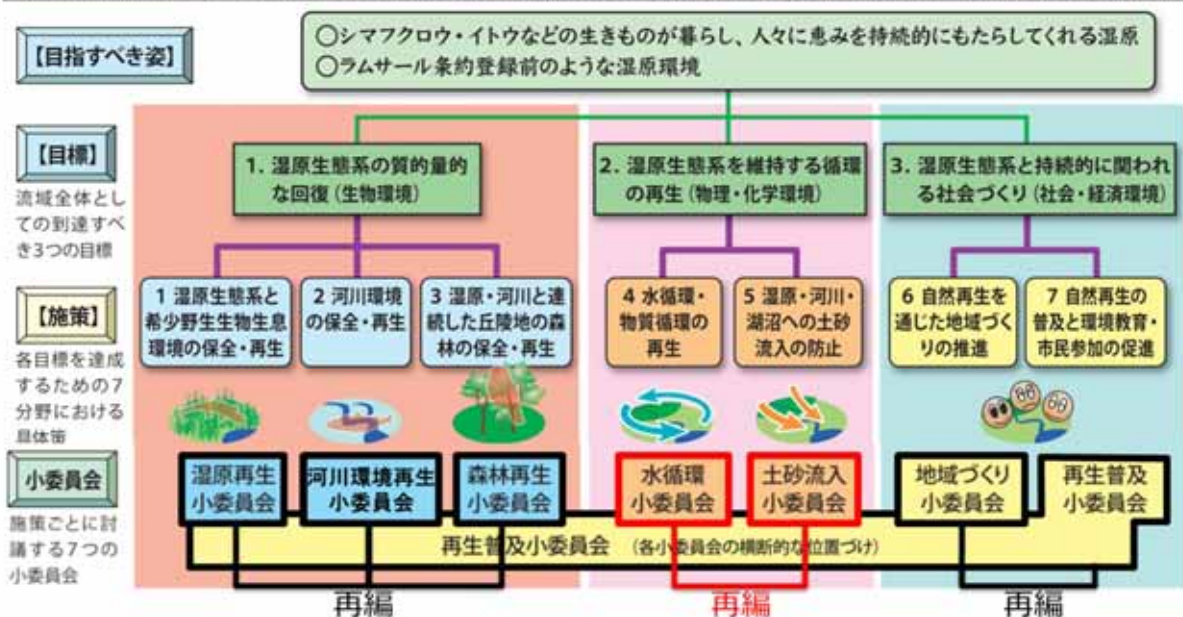 【目指すべき姿】
○シマフクロウ・イトウなどの生きものが暮らし、人々に恵みを持続的にもたらしてくれる湿原
○ラムサール条約登録前のような湿原環境
【目標】
流域全体とし
ての到達すべ
き3つの目標
1. 湿原生態系の質的量的
な回復(生物環境)
2. 湿原生態系を維持する循環
の再生(物理・化学環境)
3. 湿原生態系と持続的に関われ
る社会づくり(社会・経済環境)
【施策】
各目標を達成
するための7
分野における
具体策
1 湿原生態系と
希少野生生物生息
環境の保全・再生
2 河川環境
の保全・再生
3 湿原・河川と連
続した丘陵地の森
林の保全・再生
4 水循環・
物質循環の
再生
5 湿原・河川・
湖沼への土砂
流入の防止
6 自然再生を
通じた地域づく
りの推進
7 自然再生の
普及と環境教育・
市民参加の促進
小委員会
施策ごとに討
議する7つの
小委員会
湿原再生
小委員会
河川環境再生
小委員会
森林再生
小委員会
水循環
小委員会
土砂流入
小委員会
地域づくり
小委員会
再生普及
小委員会
再生普及小委員会 (各小委員会の横断的な位置づけ)
再編
再編
再編